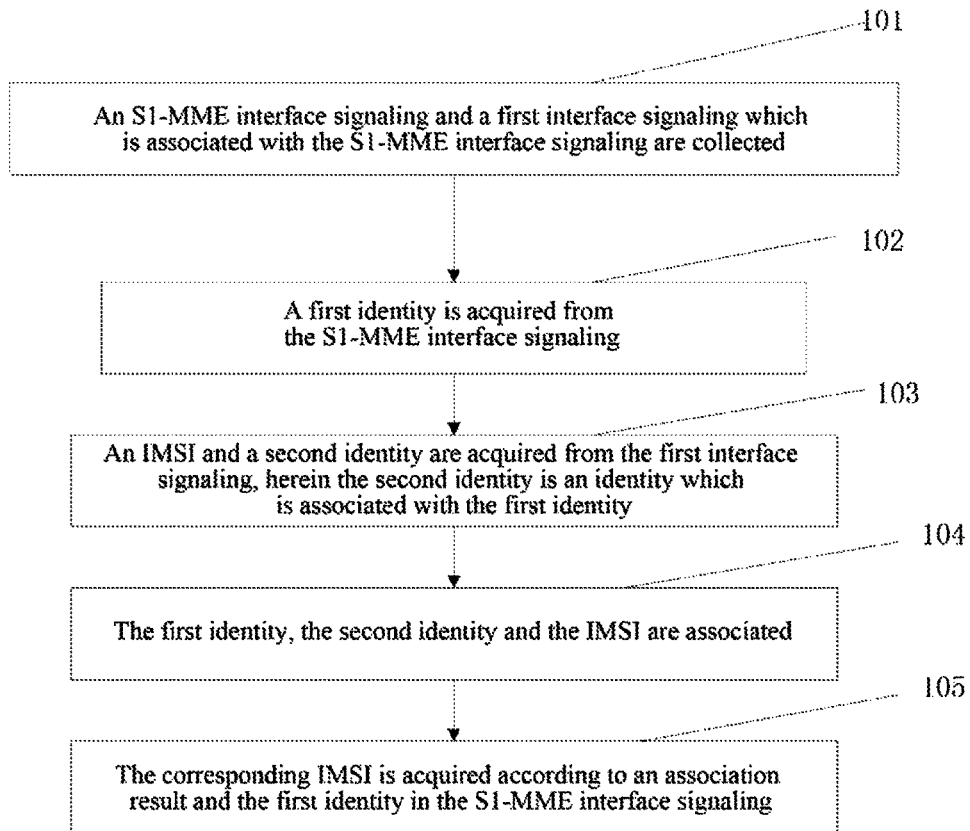 101
An S1-MME interface signaling and a first interface signaling which
is associated with the S1-MME interface signaling are collected
102
A first identity is acquired from
the S1-MME interface signaling
103
An IMSI and a second identity are acquired from the first interface
signaling, herein the second identity is an identity which
is associated with the first identity
104
The first identity, the second identity and the IMSI are associated
105
The corresponding IMSI is acquired according to an association
result and the first identity in the S1-MME interface signaling